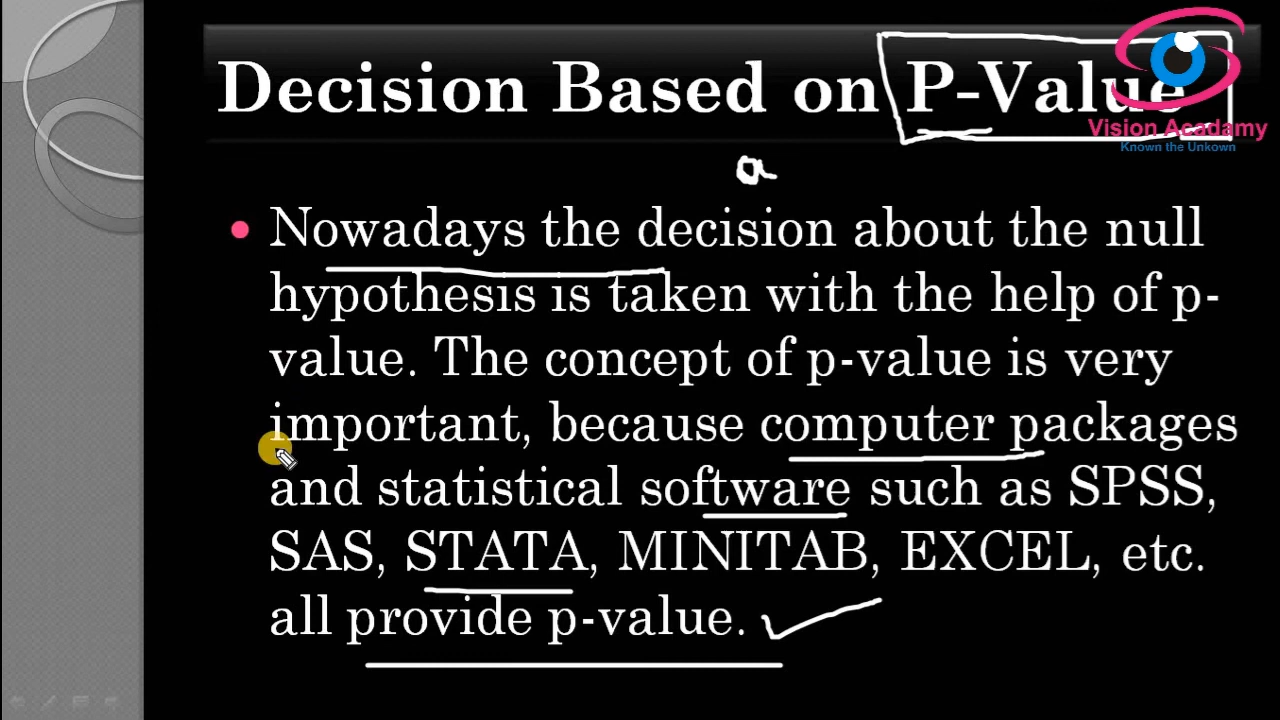 Decision Based on P-Value
Vision Acadamy
Known the Unkown
a
• Nowadays the decision about the null
hypothesis is taken with the help of p-
value. The concept of p-value is very
important, because computer packages
and statistical software such as SPSS,
SAS, STATA, MINITAB, EXCEL, etc.
all provide p-value.